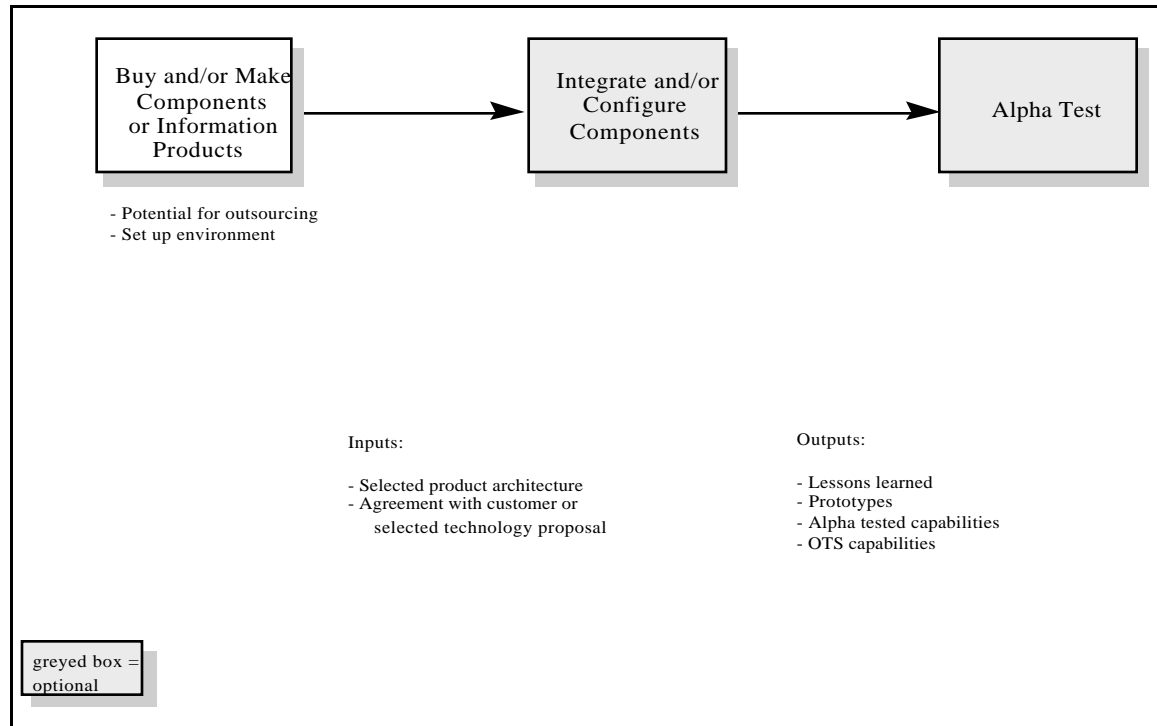 Buy and/or Make
Components
or Information
Products
Integrate and/or
Configure
Components
Alpha Test
- Potential for outsourcing
- Set up environment
Inputs:
- Selected product architecture
- Agreement with customer or
selected technology proposal
Outputs:
- Lessons learned
- Prototypes
- Alpha tested capabilities
- OTS capabilities
greyed box =
optional